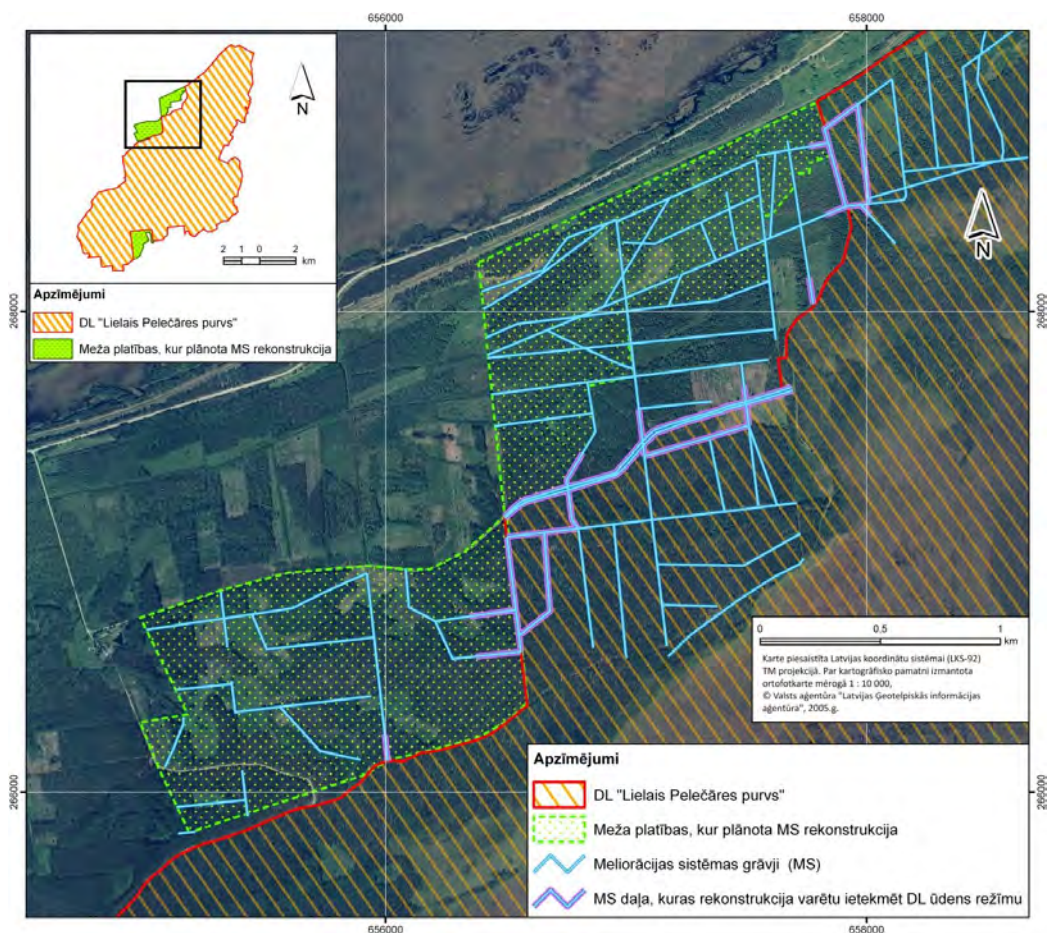 656000
658000
N
2 1 0 2
km
Apzīmējumi
DL "Lielais Pelečāres purvs"
Meža platības, kur plānota MS rekonstrukcija
N
268000
268000
0 0,5 1
km
Karte piesaistīta Latvijas koordinātu sistēmai (LKS-92)
TM projekcijā. Par kartogrāfisko pamatni izmantota
ortofotkarte mērogā 1 : 10 000,
© Valsts aģentūra "Latvijas Ģeotelpiskās informācijas
aģentūra", 2005.g.
Apzīmējumi
DL "Lielais Pelečāres purvs"
Meža platības, kur plānota MS rekonstrukcija
Meliorācijas sistēmas grāvji (MS)
MS daļa, kuras rekonstrukcija varētu ietekmēt DL ūdens režīmu
266000
266000
656000
658000